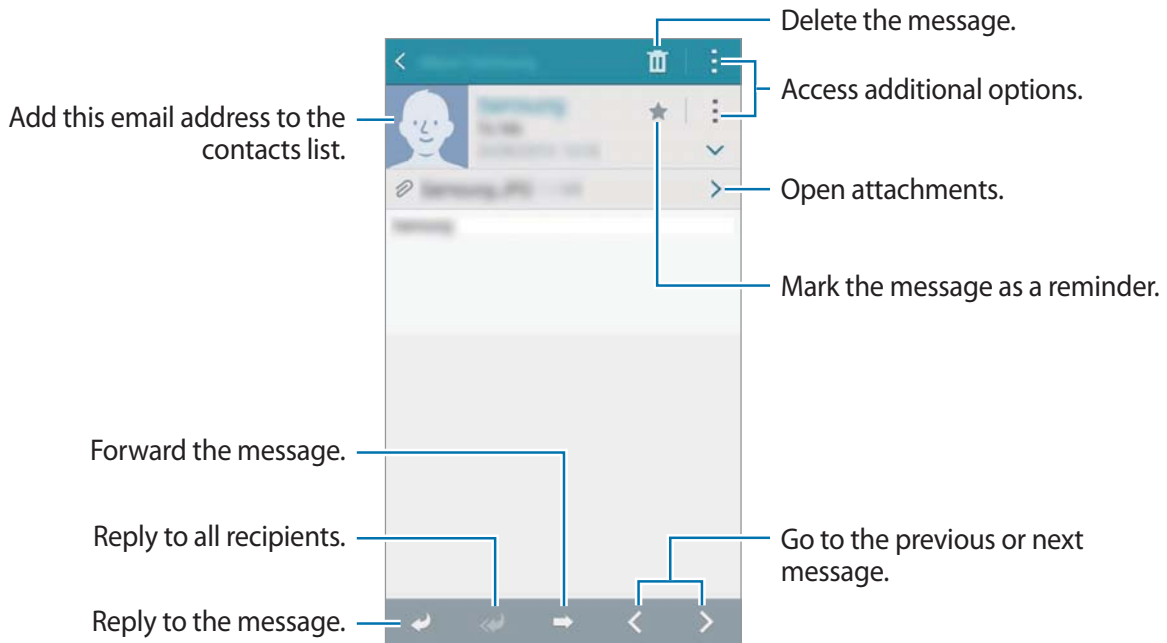 Delete the message.
Access additional options.
Add this email address to the
contacts list.
Open attachments.
Mark the message as a reminder.
Forward the message.
Reply to all recipients.
Go to the previous or next
message.
Reply to the message.